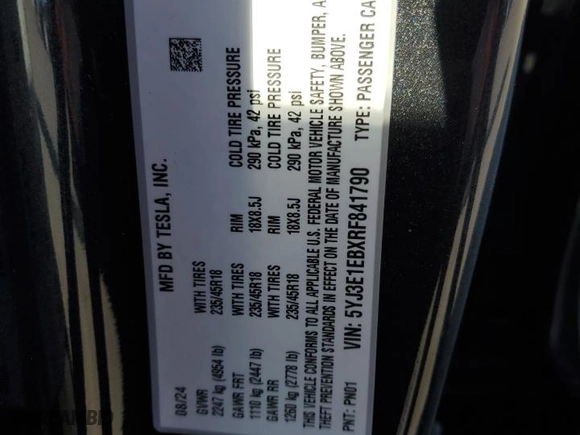 MFD BY TESLA, INC.
08/24
GVWR WITH TIRES RIM COLD TIRE PRESSURE
2247 kg (4954 lb) 235/45R18 18X8.5J 290 kPa, 42 psi
GAWR FRT WITH TIRES RIM COLD TIRE PRESSURE
1110 kg (2447 lb) 235/45R18 18X8.5J 290 kPa, 42 psi
GAWR RR
1260 kg (2778 lb) 235/45R18
THIS VEHICLE CONFORMS TO ALL APPLICABLE U.S. FEDERAL MOTOR VEHICLE SAFETY, BUMPER, A
THEFT PREVENTION STANDARDS IN EFFECT ON THE DATE OF MANUFACTURE SHOWN ABOVE.
PNT: PN01 VIN: 5YJ3E1EBXRF841790 TYPE: PASSENGER CA